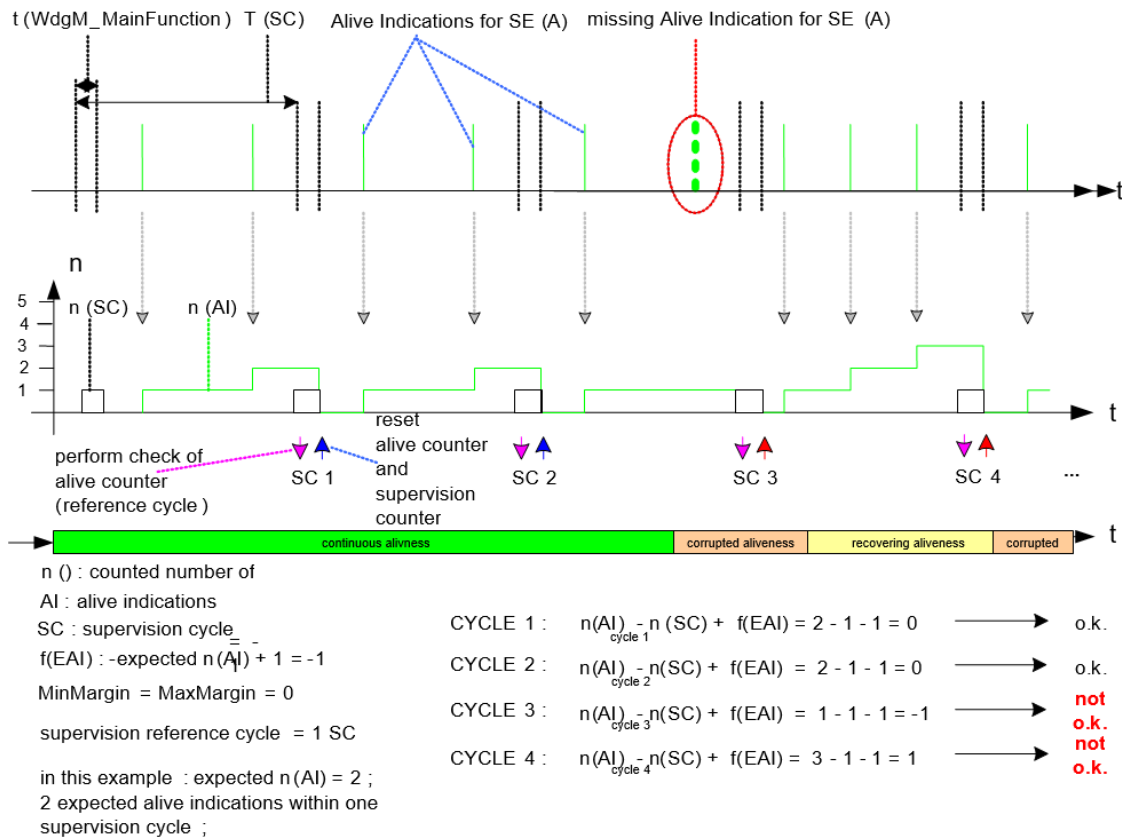 t (WdgM_MainFunction) T (SC) Alive Indications for SE (A) missing Alive Indication for SE (A)
t
n
5
4
3
2
1
n (SC) n (AI)
t
perform check of
alive counter
(reference cycle)
reset
alive counter
and
supervision
counter
SC 1 SC 2 SC 3 SC 4 ...
continuous alivness corrupted aliveness recovering aliveness corrupted t
n () : counted number of
AI : alive indications
SC : supervision cycle
f(EAI) : -expected n(AI) + 1 = -1
MinMargin = MaxMargin = 0
supervision reference cycle = 1 SC
in this example : expected n (AI) = 2 ;
2 expected alive indications within one
supervision cycle ;
CYCLE 1 : n(AI) cycle 1 - n (SC) + f(EAI) = 2 - 1 - 1 = 0 o.k.
CYCLE 2 : n(AI) cycle 2 - n(SC) + f(EAI) = 2 - 1 - 1 = 0 o.k.
CYCLE 3 : n(AI) cycle 3 - n(SC) + f(EAI) = 1 - 1 - 1 = -1 not o.k.
CYCLE 4 : n(AI) cycle 4 - n(SC) + f(EAI) = 3 - 1 - 1 = 1 not o.k.